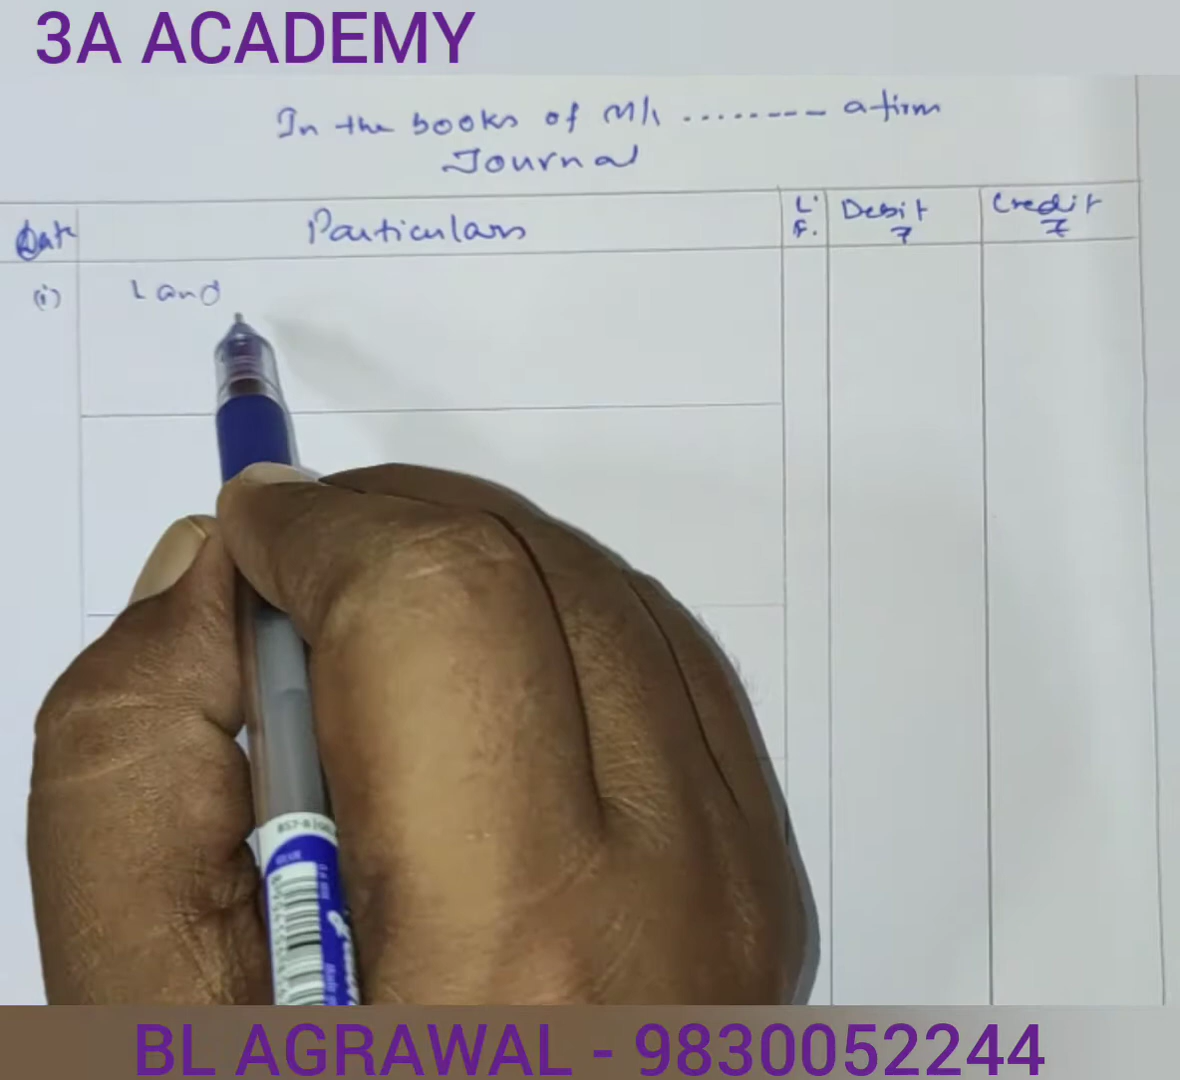 3A ACADEMY
In the books of M/s ........ a firm
Journal
Date Particulars L. F. Debit ₹ Credit ₹
(i) Land
BL AGRAWAL - 9830052244